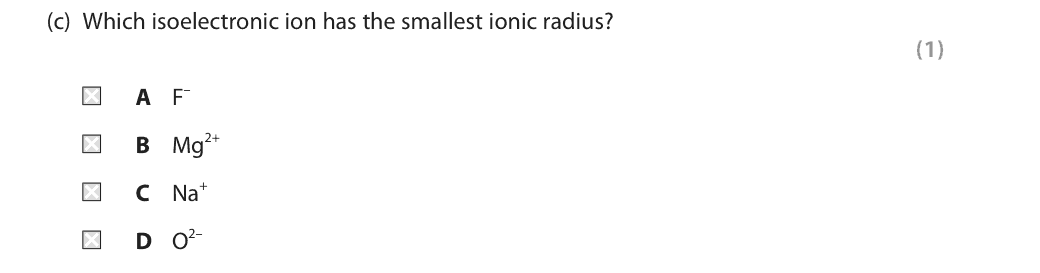 (c) Which isoelectronic ion has the smallest ionic radius?
(1)
A F⁻
B Mg²⁺
C Na⁺
D O²⁻